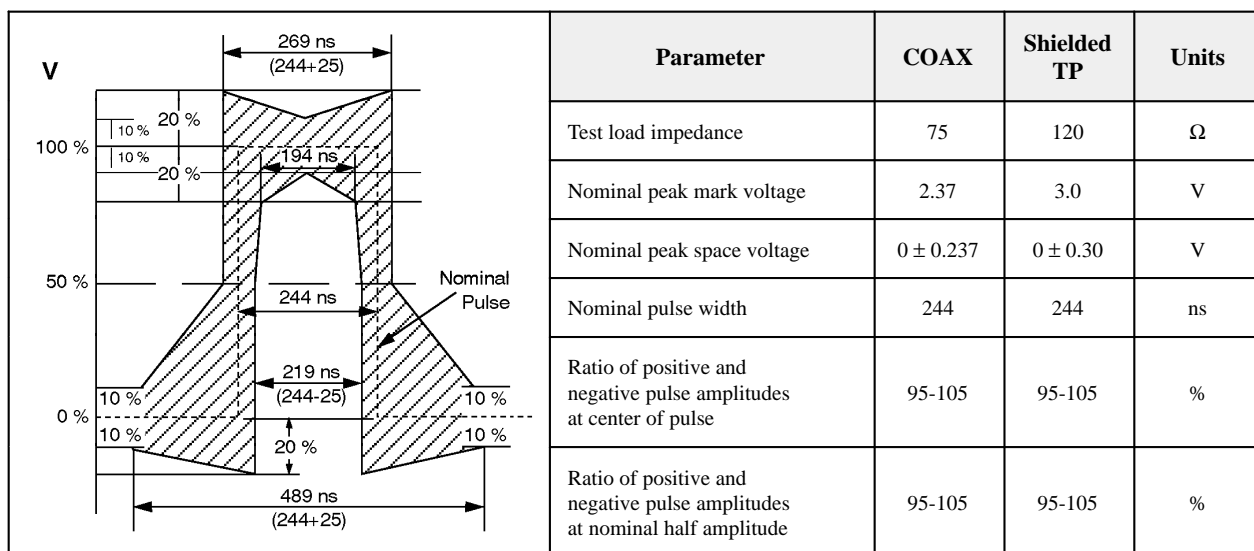 269 ns
(244+25)
V
20 %
10 %
100 %
10 %
194 ns
20 %
50 %
Nominal
Pulse
244 ns
219 ns
(244-25)
10 %
10 %
0 %
10 %
10 %
20 %
489 ns
(244+25)
Parameter COAX Shielded TP Units
Test load impedance 75 120 Ω
Nominal peak mark voltage 2.37 3.0 V
Nominal peak space voltage 0 ± 0.237 0 ± 0.30 V
Nominal pulse width 244 244 ns
Ratio of positive and
negative pulse amplitudes 95-105 95-105 %
at center of pulse
Ratio of positive and
negative pulse amplitudes 95-105 95-105 %
at nominal half amplitude